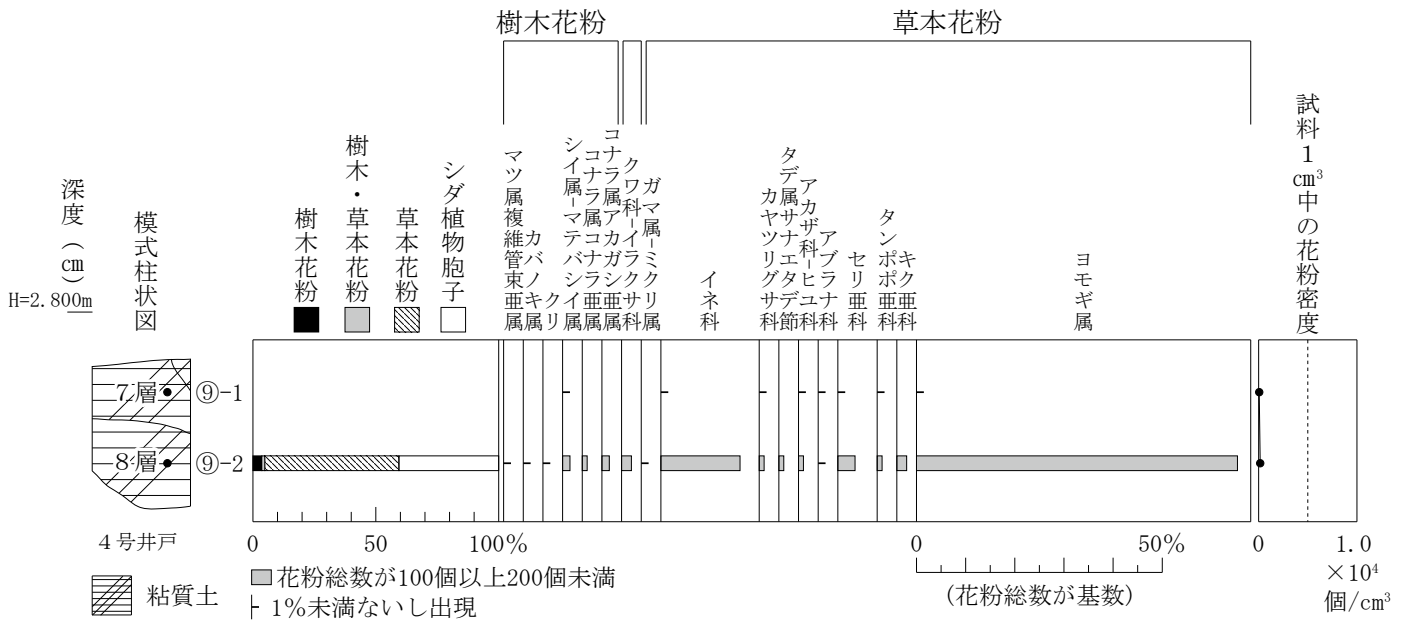 樹木花粉
草本花粉
深度(cm)
H=2.800m
模式柱状図
樹木花粉
樹木・草本花粉
草本花粉
シダ植物胞子
マツ属複維管束亜属
カバノキ属
クリ
シイ属-マテバシイ属
コナラ属コナラ亜属
コナラ属アカガシ亜属
クワ科-イラクサ科
ガマ属-ミクリ属
イネ科
カヤツリグサ科
タデ属サナエタデ節
アカザ科-ヒユ科
アブラナ科
セリ亜科
タンポポ亜科
キク亜科
ヨモギ属
試料1cm³中の花粉密度
7層 ⑨-1
8層 ⑨-2
4号井戸
0 50 100%
0 50%
0 1.0
×10⁴
個/cm³
粘質土
花粉総数が100個以上200個未満
1%未満ないし出現
(花粉総数が基数)